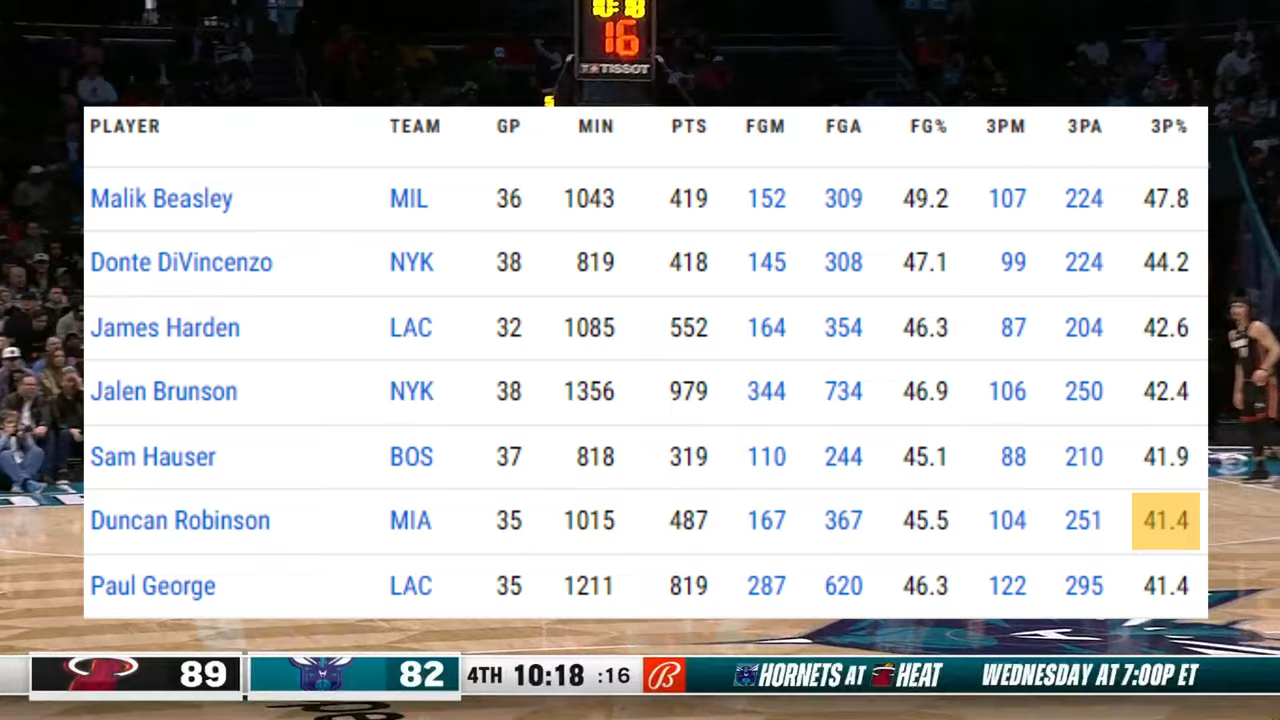 10:18
16
TISSOT
PLAYER TEAM GP MIN PTS FGM FGA FG% 3PM 3PA 3P%
Malik Beasley MIL 36 1043 419 152 309 49.2 107 224 47.8
Donte DiVincenzo NYK 38 819 418 145 308 47.1 99 224 44.2
James Harden LAC 32 1085 552 164 354 46.3 87 204 42.6
Jalen Brunson NYK 38 1356 979 344 734 46.9 106 250 42.4
Sam Hauser BOS 37 818 319 110 244 45.1 88 210 41.9
Duncan Robinson MIA 35 1015 487 167 367 45.5 104 251 41.4
Paul George LAC 35 1211 819 287 620 46.3 122 295 41.4
89 82 4TH 10:18 :16 HORNETS AT HEAT WEDNESDAY AT 7:00P ET